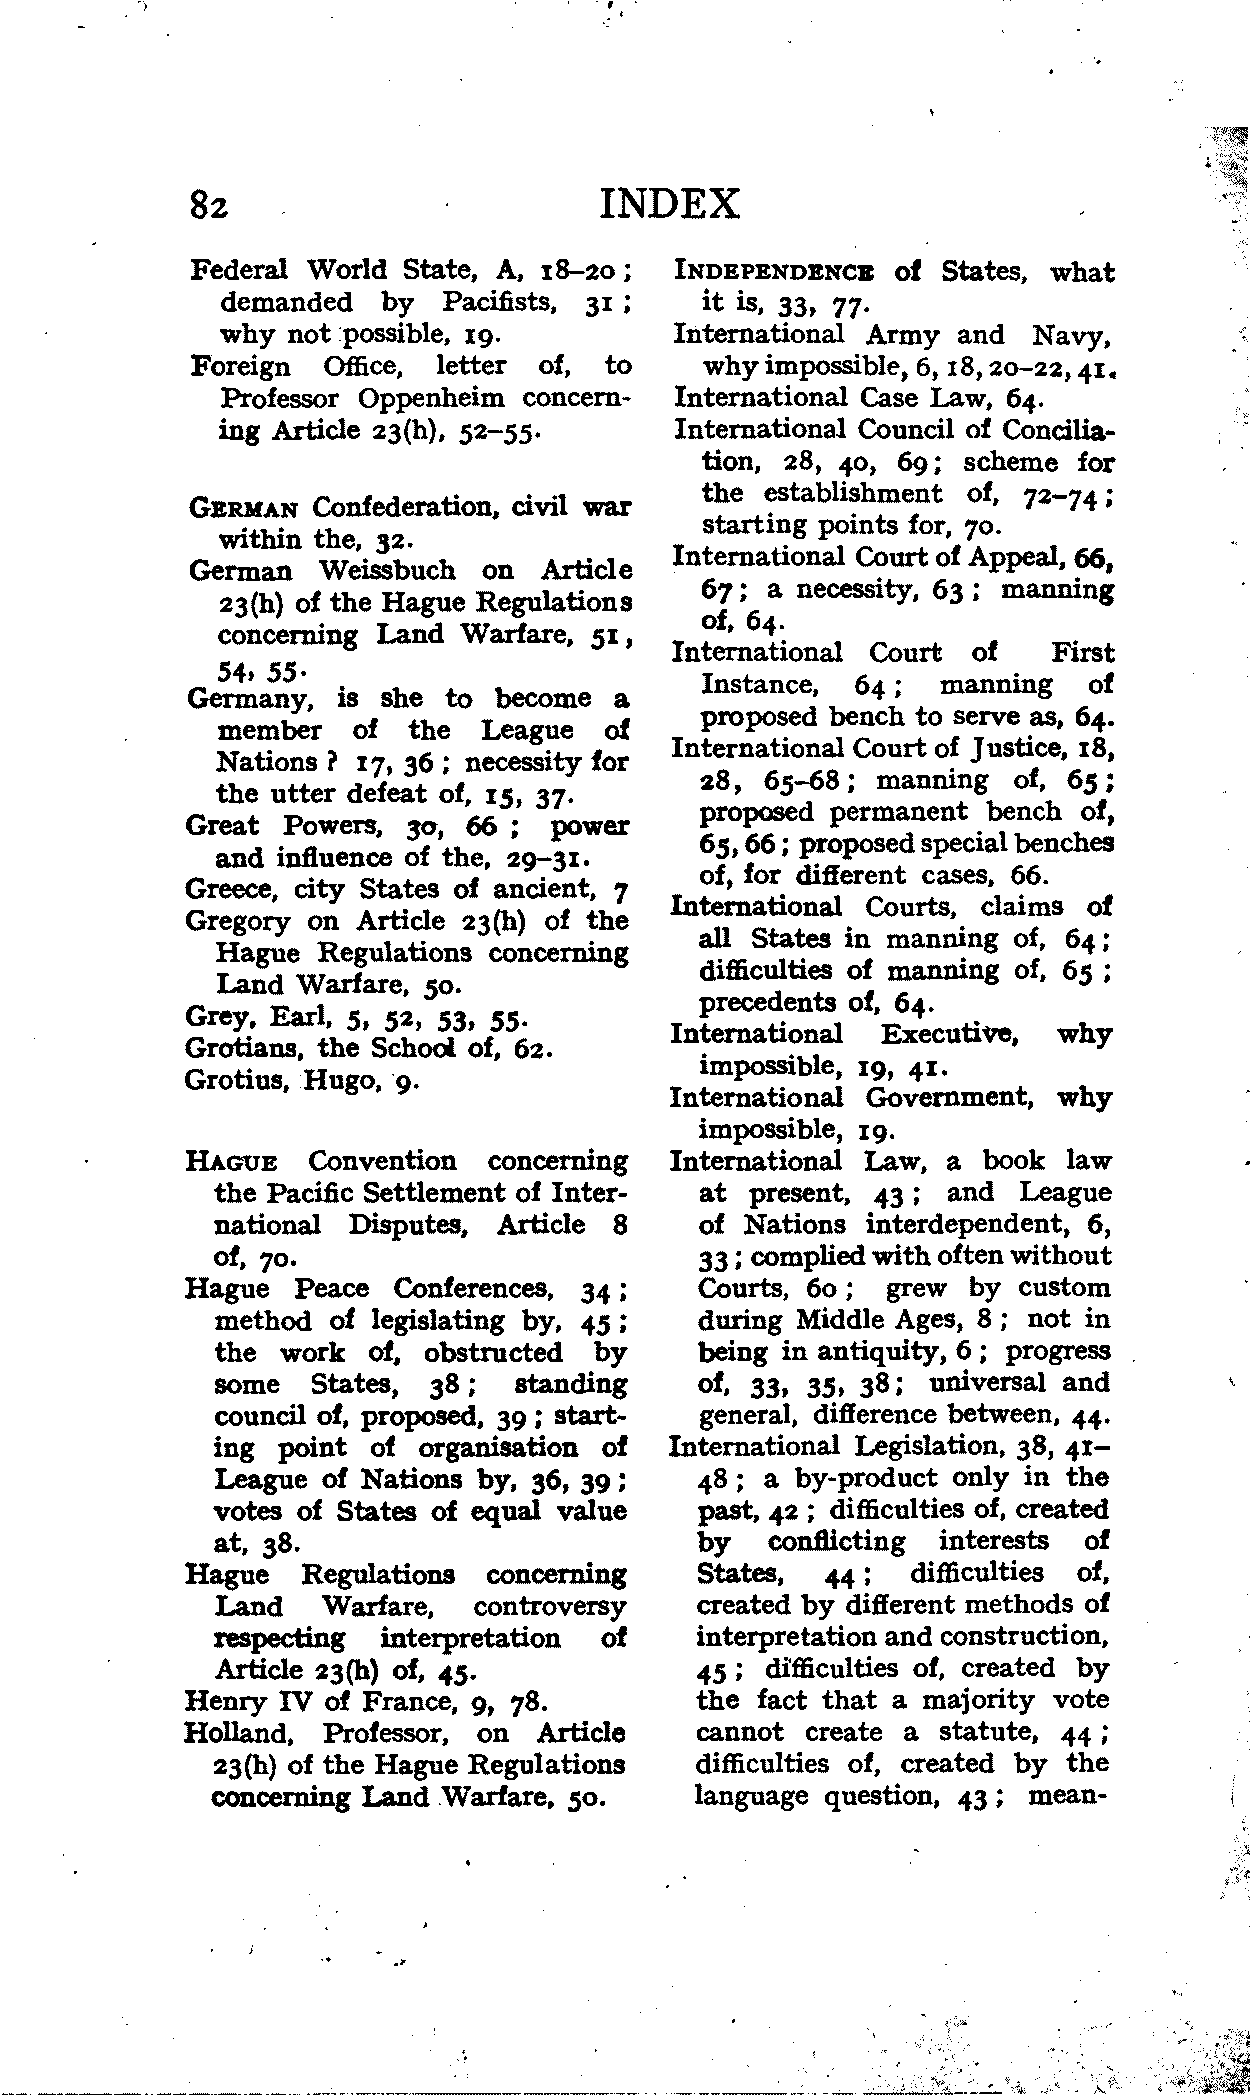 82 INDEX
Federal World State, A, 18–20 ;
demanded by Pacifists, 31 ;
why not possible, 19.
Foreign Office, letter of, to
Professor Oppenheim concern-
ing Article 23(h), 52–55.
GERMAN Confederation, civil war
within the, 32.
German Weissbuch on Article
23(h) of the Hague Regulations
concerning Land Warfare, 51,
54, 55.
Germany, is she to become a
member of the League of
Nations ? 17, 36 ; necessity for
the utter defeat of, 15, 37.
Great Powers, 30, 66 ; power
and influence of the, 29–31.
Greece, city States of ancient, 7
Gregory on Article 23(h) of the
Hague Regulations concerning
Land Warfare, 50.
Grey, Earl, 5, 52, 53, 55.
Grotians, the School of, 62.
Grotius, Hugo, 9.
HAGUE Convention concerning
the Pacific Settlement of Inter-
national Disputes, Article 8
of, 70.
Hague Peace Conferences, 34 ;
method of legislating by, 45 ;
the work of, obstructed by
some States, 38 ; standing
council of, proposed, 39 ; start-
ing point of organisation of
League of Nations by, 36, 39 ;
votes of States of equal value
at, 38.
Hague Regulations concerning
Land Warfare, controversy
respecting interpretation of
Article 23(h) of, 45.
Henry IV of France, 9, 78.
Holland, Professor, on Article
23(h) of the Hague Regulations
concerning Land Warfare, 50.
INDEPENDENCE of States, what
it is, 33, 77.
International Army and Navy,
why impossible, 6, 18, 20–22, 41.
International Case Law, 64.
International Council of Concilia-
tion, 28, 40, 69 ; scheme for
the establishment of, 72–74 ;
starting points for, 70.
International Court of Appeal, 66,
67 ; a necessity, 63 ; manning
of, 64.
International Court of First
Instance, 64 ; manning of
proposed bench to serve as, 64.
International Court of Justice, 18,
28, 65–68 ; manning of, 65 ;
proposed permanent bench of,
65, 66 ; proposed special benches
of, for different cases, 66.
International Courts, claims of
all States in manning of, 64 ;
difficulties of manning of, 65 ;
precedents of, 64.
International Executive, why
impossible, 19, 41.
International Government, why
impossible, 19.
International Law, a book law
at present, 43 ; and League
of Nations interdependent, 6,
33 ; complied with often without
Courts, 60 ; grew by custom
during Middle Ages, 8 ; not in
being in antiquity, 6 ; progress
of, 33, 35, 38 ; universal and
general, difference between, 44.
International Legislation, 38, 41–
48 ; a by-product only in the
past, 42 ; difficulties of, created
by conflicting interests of
States, 44 ; difficulties of,
created by different methods of
interpretation and construction,
45 ; difficulties of, created by
the fact that a majority vote
cannot create a statute, 44 ;
difficulties of, created by the
language question, 43 ; mean-